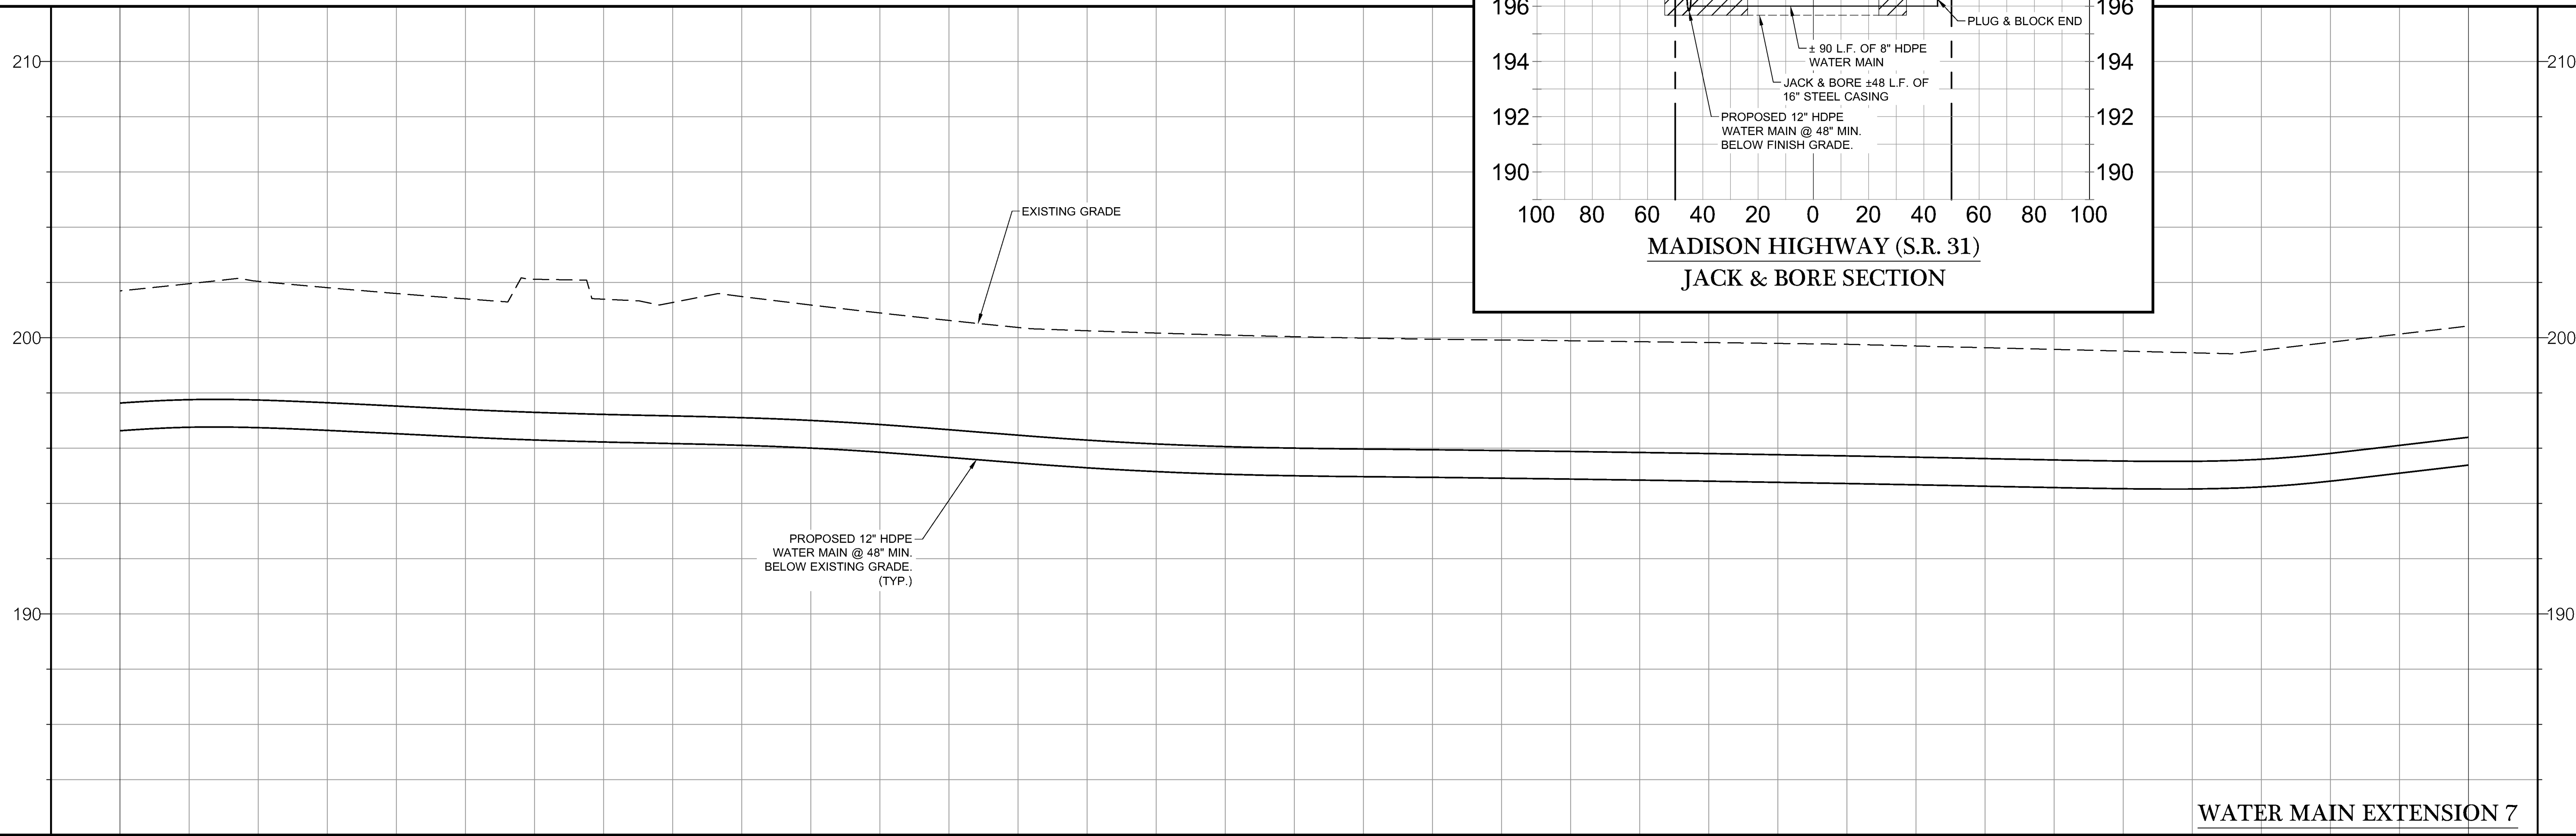 196
196
PLUG & BLOCK END
± 90 L.F. OF 8" HDPE
WATER MAIN
194
194
JACK & BORE ±48 L.F. OF
16" STEEL CASING
192
192
PROPOSED 12" HDPE
WATER MAIN @ 48" MIN.
BELOW FINISH GRADE.
190
190
100 80 60 40 20 0 20 40 60 80 100
MADISON HIGHWAY (S.R. 31)
JACK & BORE SECTION
210
210
EXISTING GRADE
200
200
PROPOSED 12" HDPE
WATER MAIN @ 48" MIN.
BELOW EXISTING GRADE.
(TYP.)
190
190
WATER MAIN EXTENSION 7